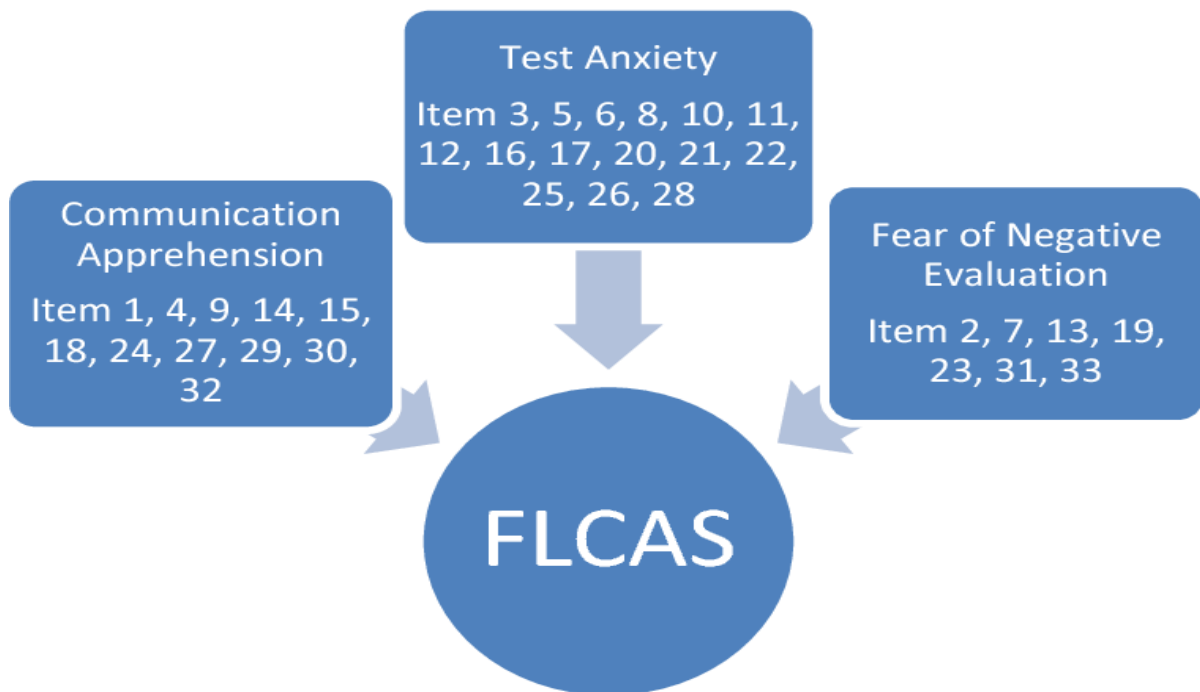 Test Anxiety
Item 3, 5, 6, 8, 10, 11,
12, 16, 17, 20, 21, 22,
25, 26, 28
Communication
Apprehension
Item 1, 4, 9, 14, 15,
18, 24, 27, 29, 30,
32
Fear of Negative
Evaluation
Item 2, 7, 13, 19,
23, 31, 33
FLCAS